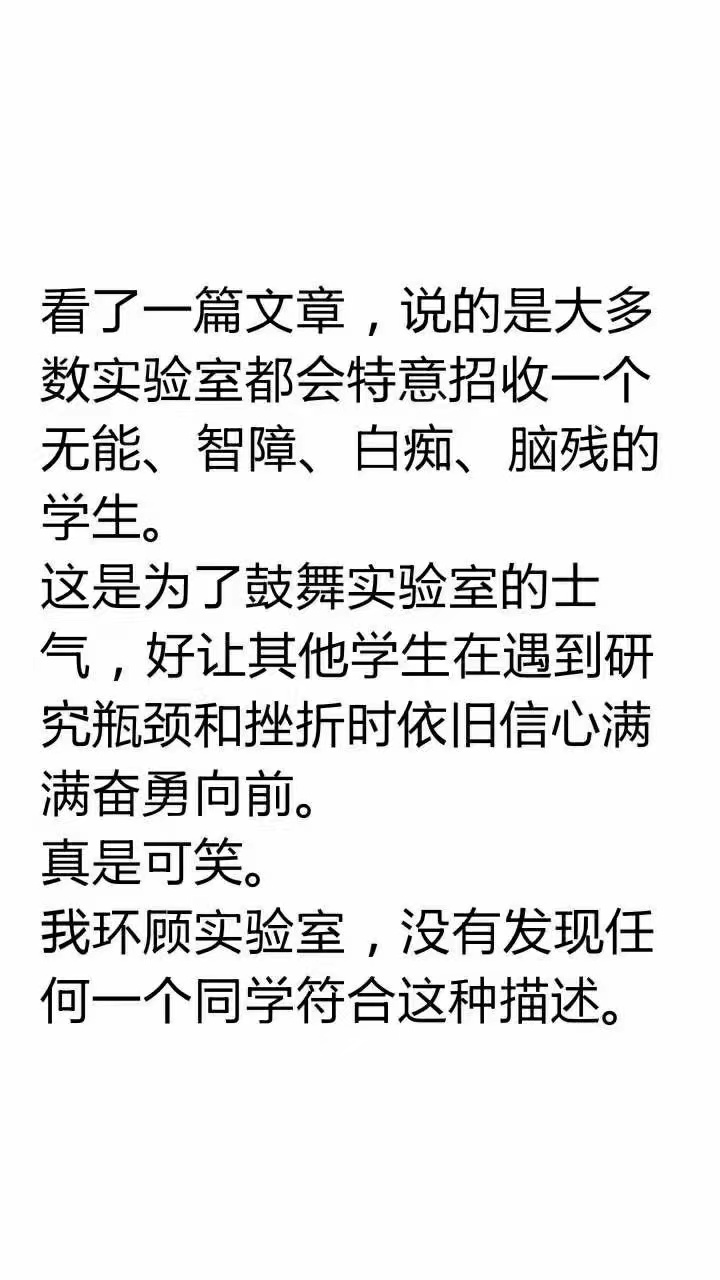 看了一篇文章，说的是大多
数实验室都会特意招收一个
无能、智障、白痴、脑残的
学生。
这是为了鼓舞实验室的士
气，好让其他学生在遇到研
究瓶颈和挫折时依旧信心满
满奋勇向前。
真是可笑。
我环顾实验室，没有发现任
何一个同学符合这种描述。